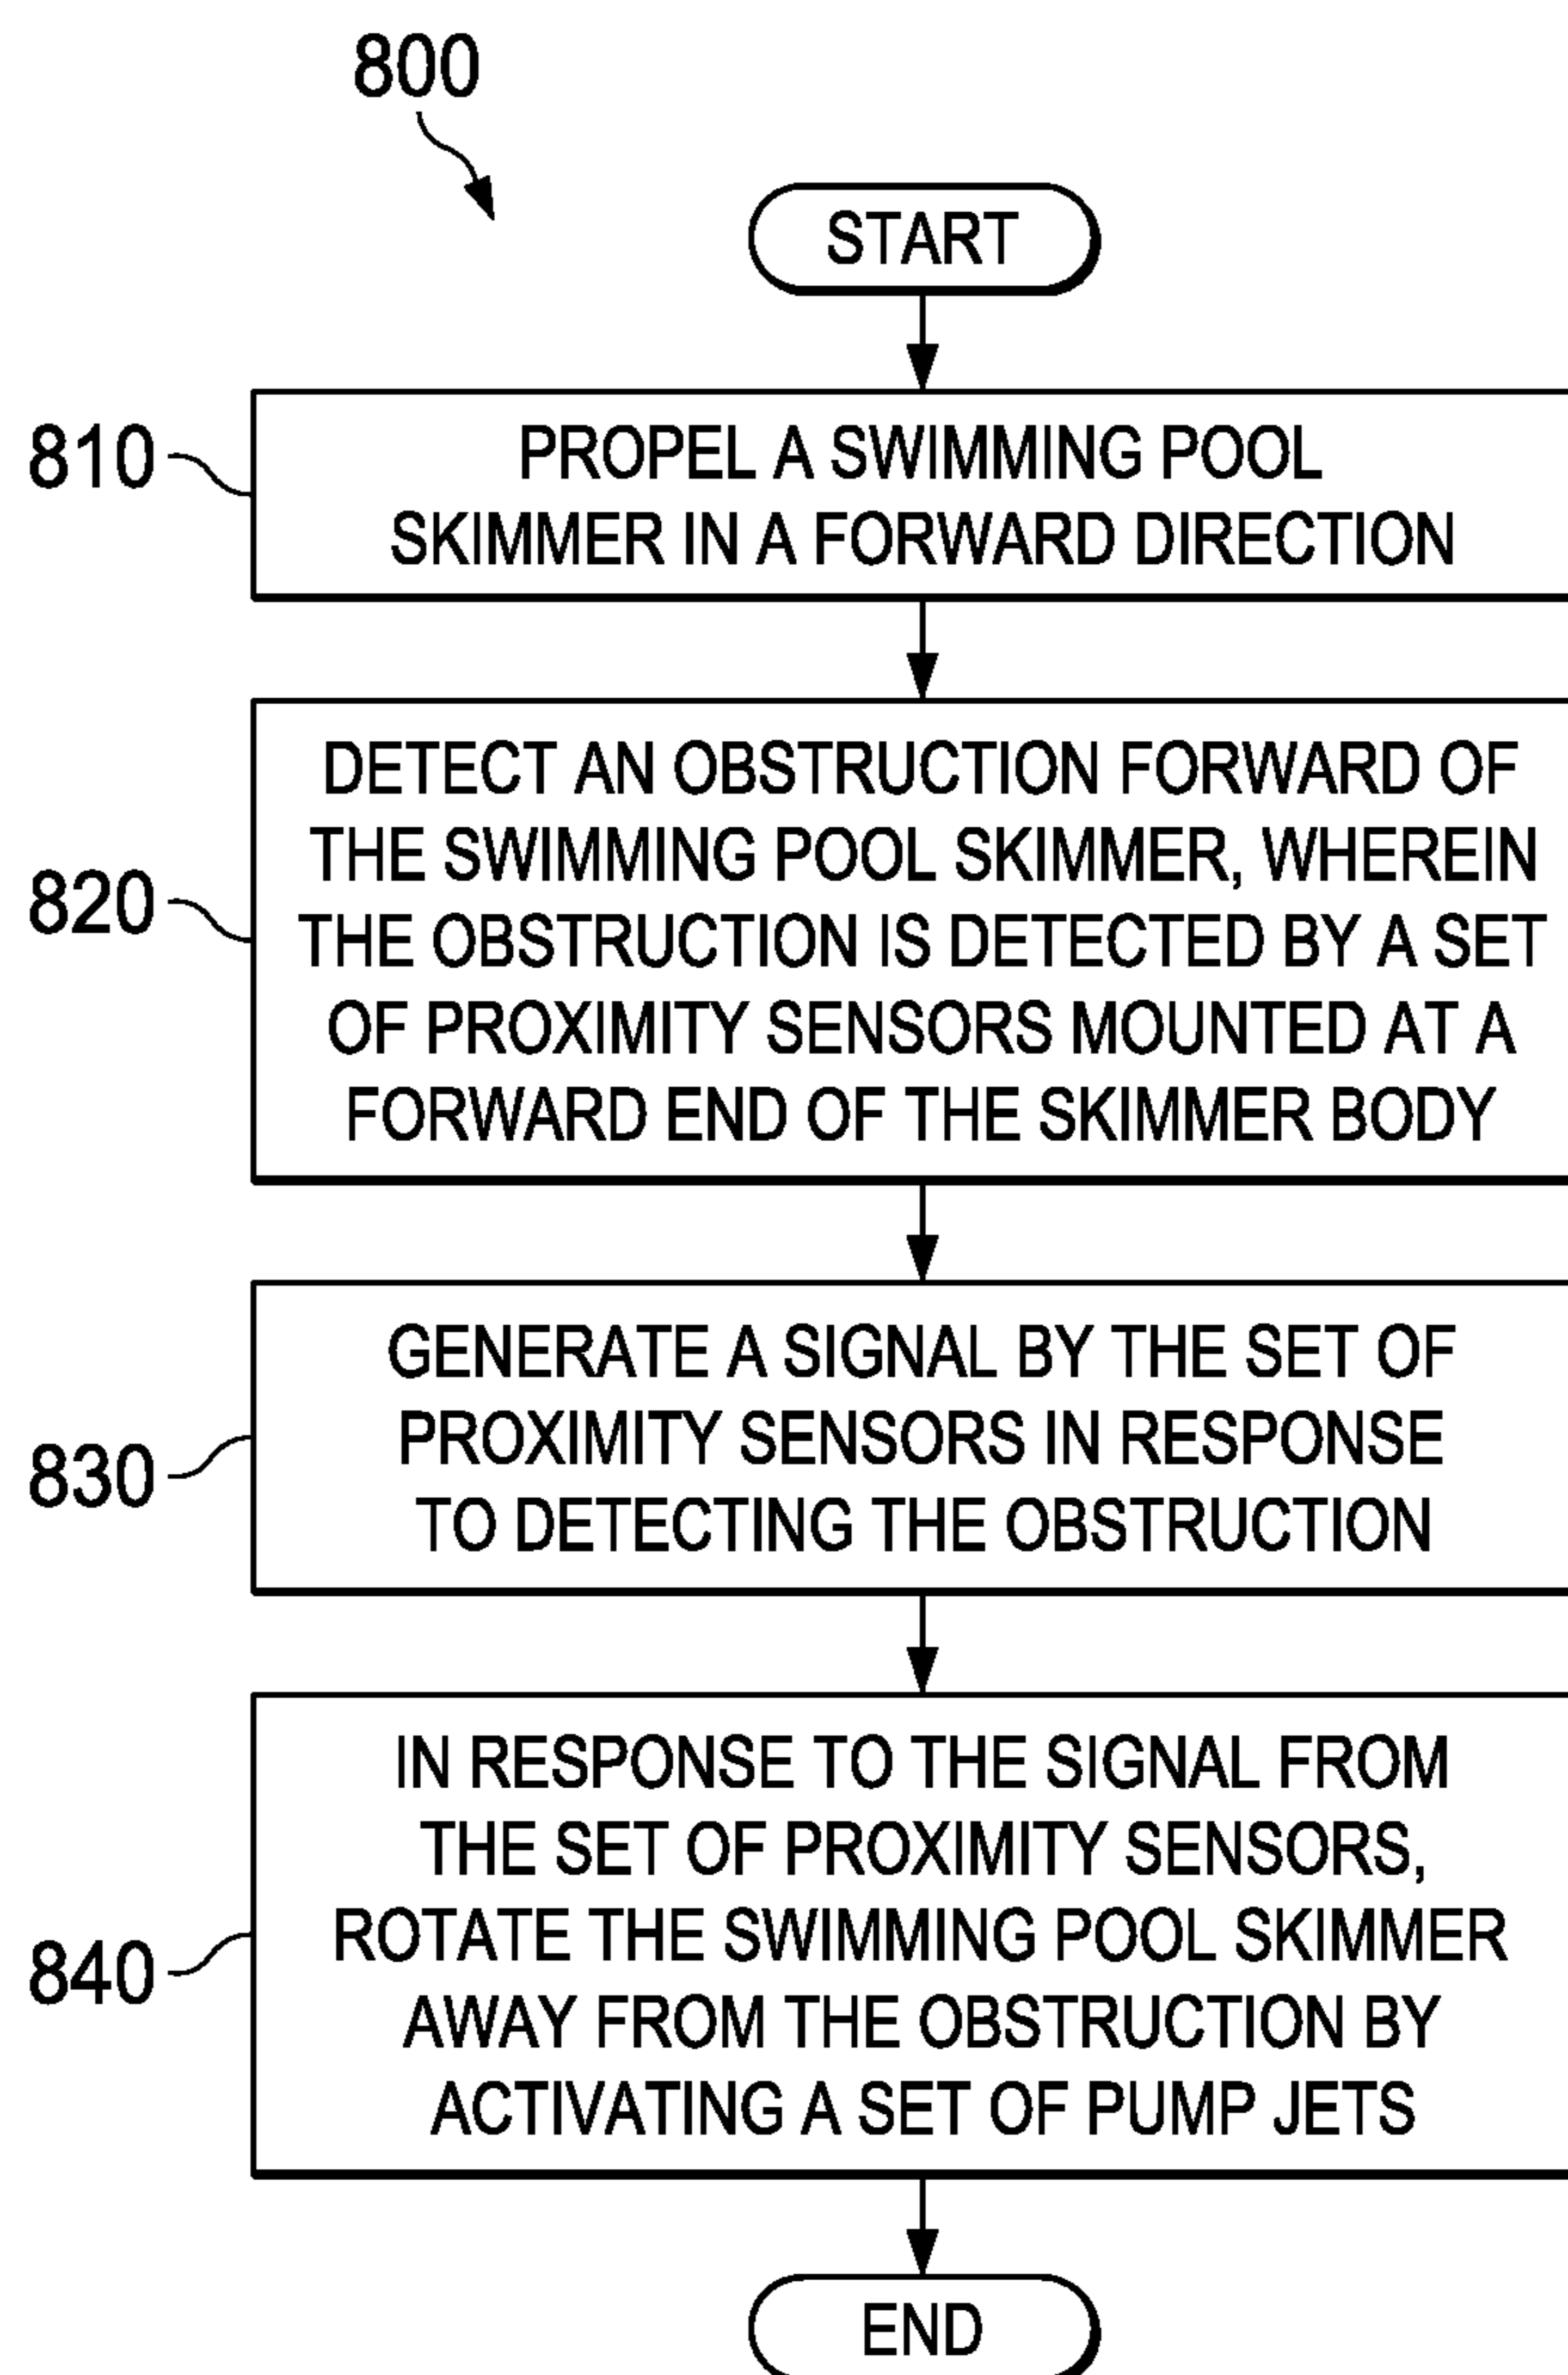 800
START
810
PROPEL A SWIMMING POOL
SKIMMER IN A FORWARD DIRECTION
820
DETECT AN OBSTRUCTION FORWARD OF
THE SWIMMING POOL SKIMMER, WHEREIN
THE OBSTRUCTION IS DETECTED BY A SET
OF PROXIMITY SENSORS MOUNTED AT A
FORWARD END OF THE SKIMMER BODY
830
GENERATE A SIGNAL BY THE SET OF
PROXIMITY SENSORS IN RESPONSE
TO DETECTING THE OBSTRUCTION
840
IN RESPONSE TO THE SIGNAL FROM
THE SET OF PROXIMITY SENSORS,
ROTATE THE SWIMMING POOL SKIMMER
AWAY FROM THE OBSTRUCTION BY
ACTIVATING A SET OF PUMP JETS
END